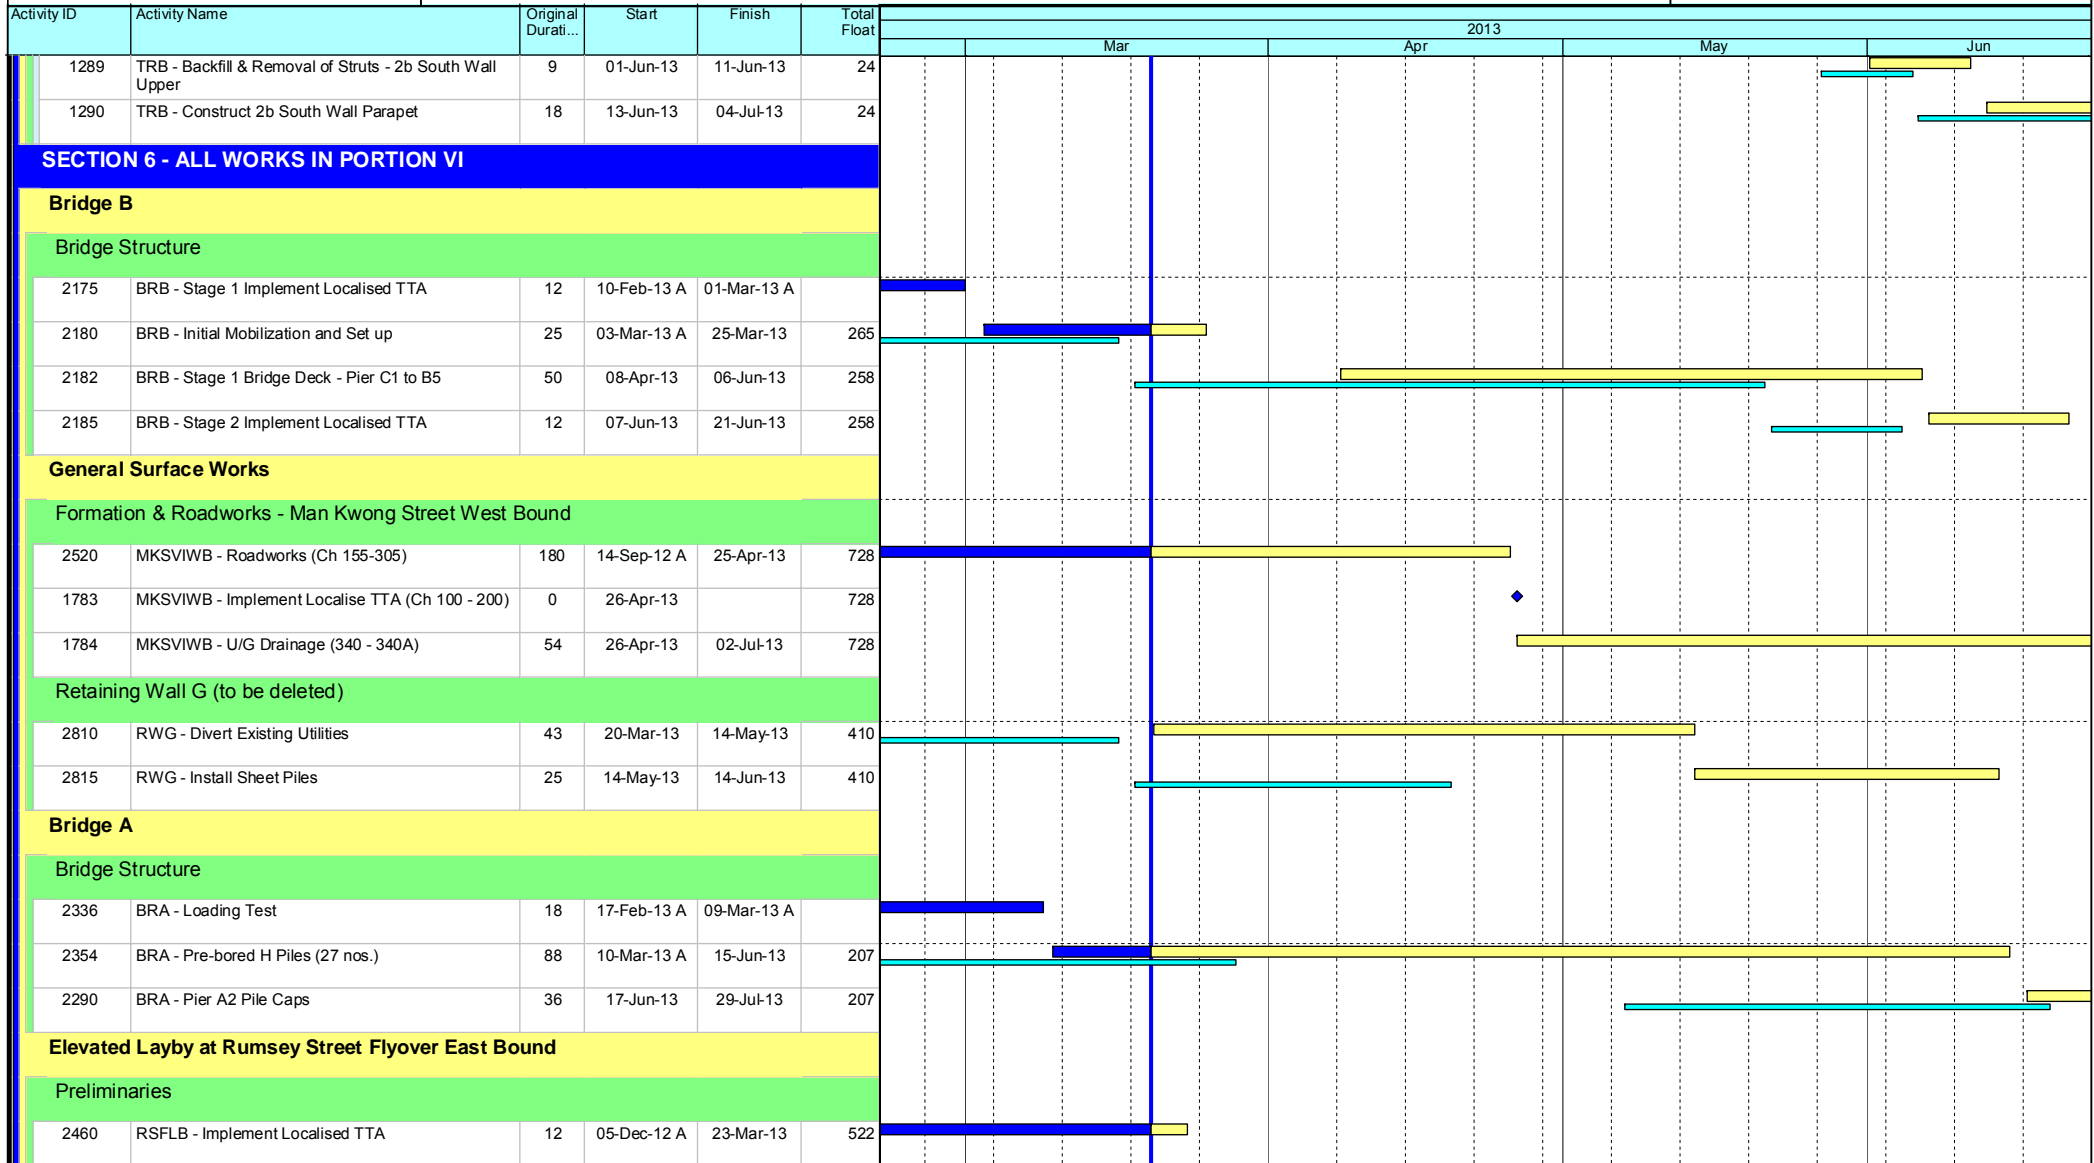 Activity ID Activity Name Original Durati... Start Finish Total Float
2013
Mar Apr May Jun
1289 TRB - Backfill & Removal of Struts - 2b South Wall Upper 9 01-Jun-13 11-Jun-13 24
1290 TRB - Construct 2b South Wall Parapet 18 13-Jun-13 04-Jul-13 24
SECTION 6 - ALL WORKS IN PORTION VI
Bridge B
Bridge Structure
2175 BRB - Stage 1 Implement Localised TTA 12 10-Feb-13 A 01-Mar-13 A
2180 BRB - Initial Mobilization and Set up 25 03-Mar-13 A 25-Mar-13 265
2182 BRB - Stage 1 Bridge Deck - Pier C1 to B5 50 08-Apr-13 06-Jun-13 258
2185 BRB - Stage 2 Implement Localised TTA 12 07-Jun-13 21-Jun-13 258
General Surface Works
Formation & Roadworks - Man Kwong Street West Bound
2520 MKSVIWB - Roadworks (Ch 155-305) 180 14-Sep-12 A 25-Apr-13 728
1783 MKSVIWB - Implement Localise TTA (Ch 100 - 200) 0 26-Apr-13 728
1784 MKSVIWB - U/G Drainage (340 - 340A) 54 26-Apr-13 02-Jul-13 728
Retaining Wall G (to be deleted)
2810 RWG - Divert Existing Utilities 43 20-Mar-13 14-May-13 410
2815 RWG - Install Sheet Piles 25 14-May-13 14-Jun-13 410
Bridge A
Bridge Structure
2336 BRA - Loading Test 18 17-Feb-13 A 09-Mar-13 A
2354 BRA - Pre-bored H Piles (27 nos.) 88 10-Mar-13 A 15-Jun-13 207
2290 BRA - Pier A2 Pile Caps 36 17-Jun-13 29-Jul-13 207
Elevated Layby at Rumsey Street Flyover East Bound
Preliminaries
2460 RSFLB - Implement Localised TTA 12 05-Dec-12 A 23-Mar-13 522